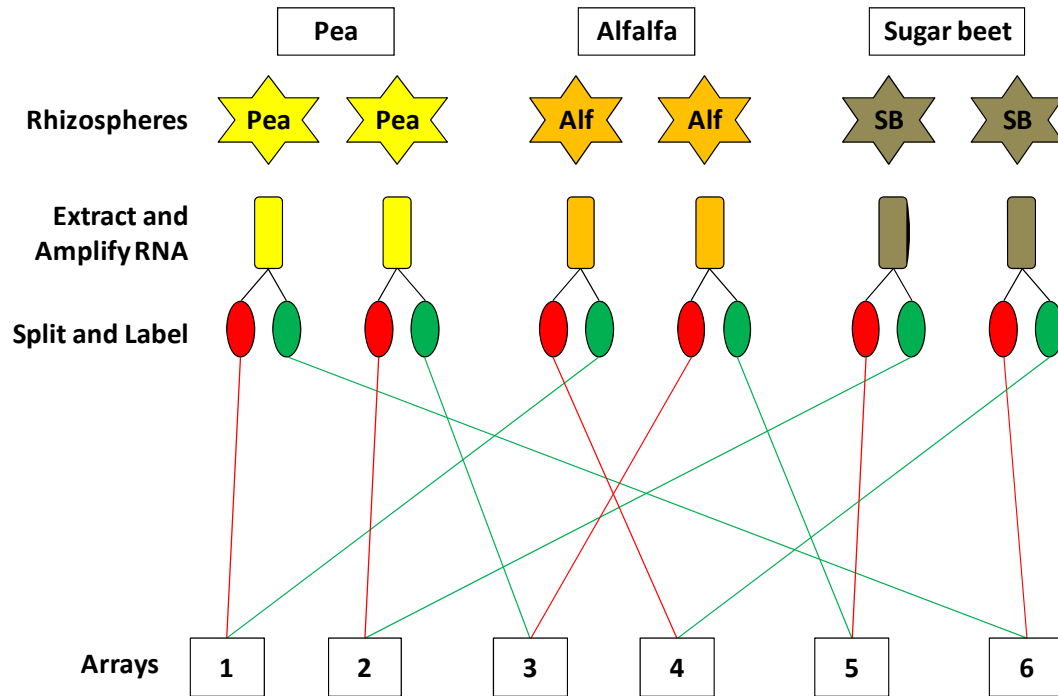 Pea
Alfalfa
Sugar beet
Rhizospheres
Pea
Pea
Alf
Alf
SB
SB
Extract and
Amplify RNA
Split and Label
Arrays
1
2
3
4
5
6